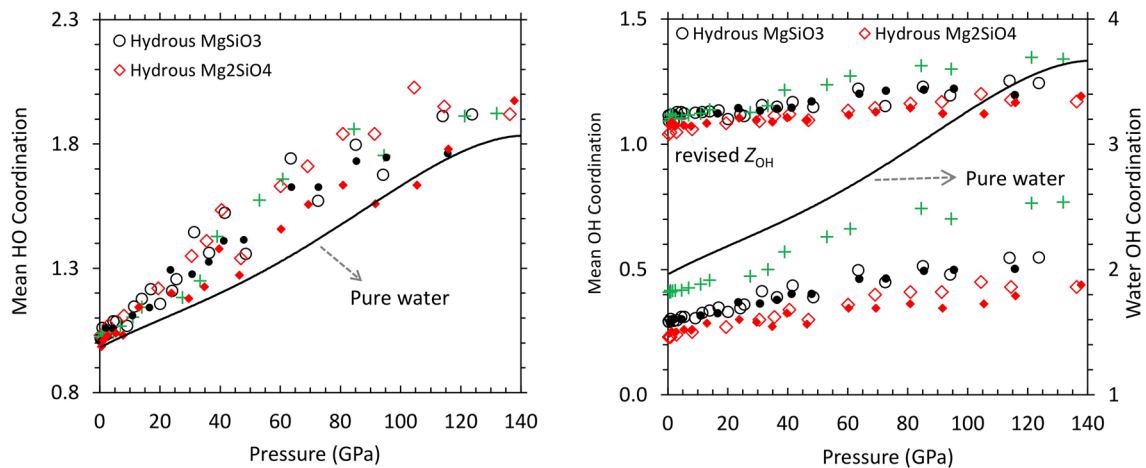 2.3
1.8
1.3
0.8
Mean HO Coordination
Hydrous MgSiO3
Hydrous Mg2SiO4
Pure water
0 20 40 60 80 100 120 140
Pressure (GPa)
1.5
1.0
0.5
0.0
Mean OH Coordination
Hydrous MgSiO3 Hydrous Mg2SiO4
revised ZOH
Pure water
0 20 40 60 80 100 120 140
Pressure (GPa)
4
3
2
1
Water OH Coordination